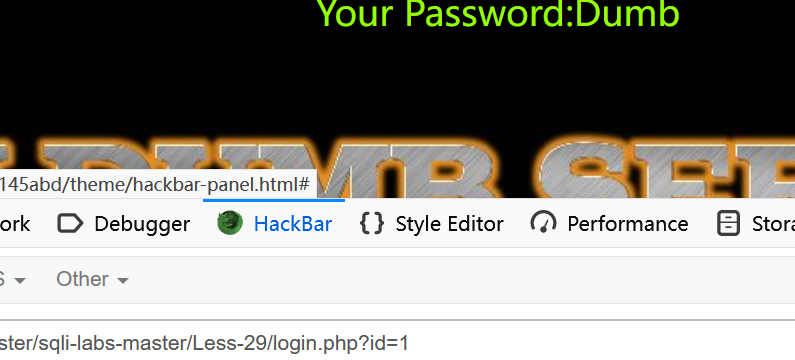 Your Password:Dumb
DUMB SER
145abd/theme/hackbar-panel.html#
ork Debugger HackBar {} Style Editor Performance Stora
S Other
ster/sqli-labs-master/Less-29/login.php?id=1